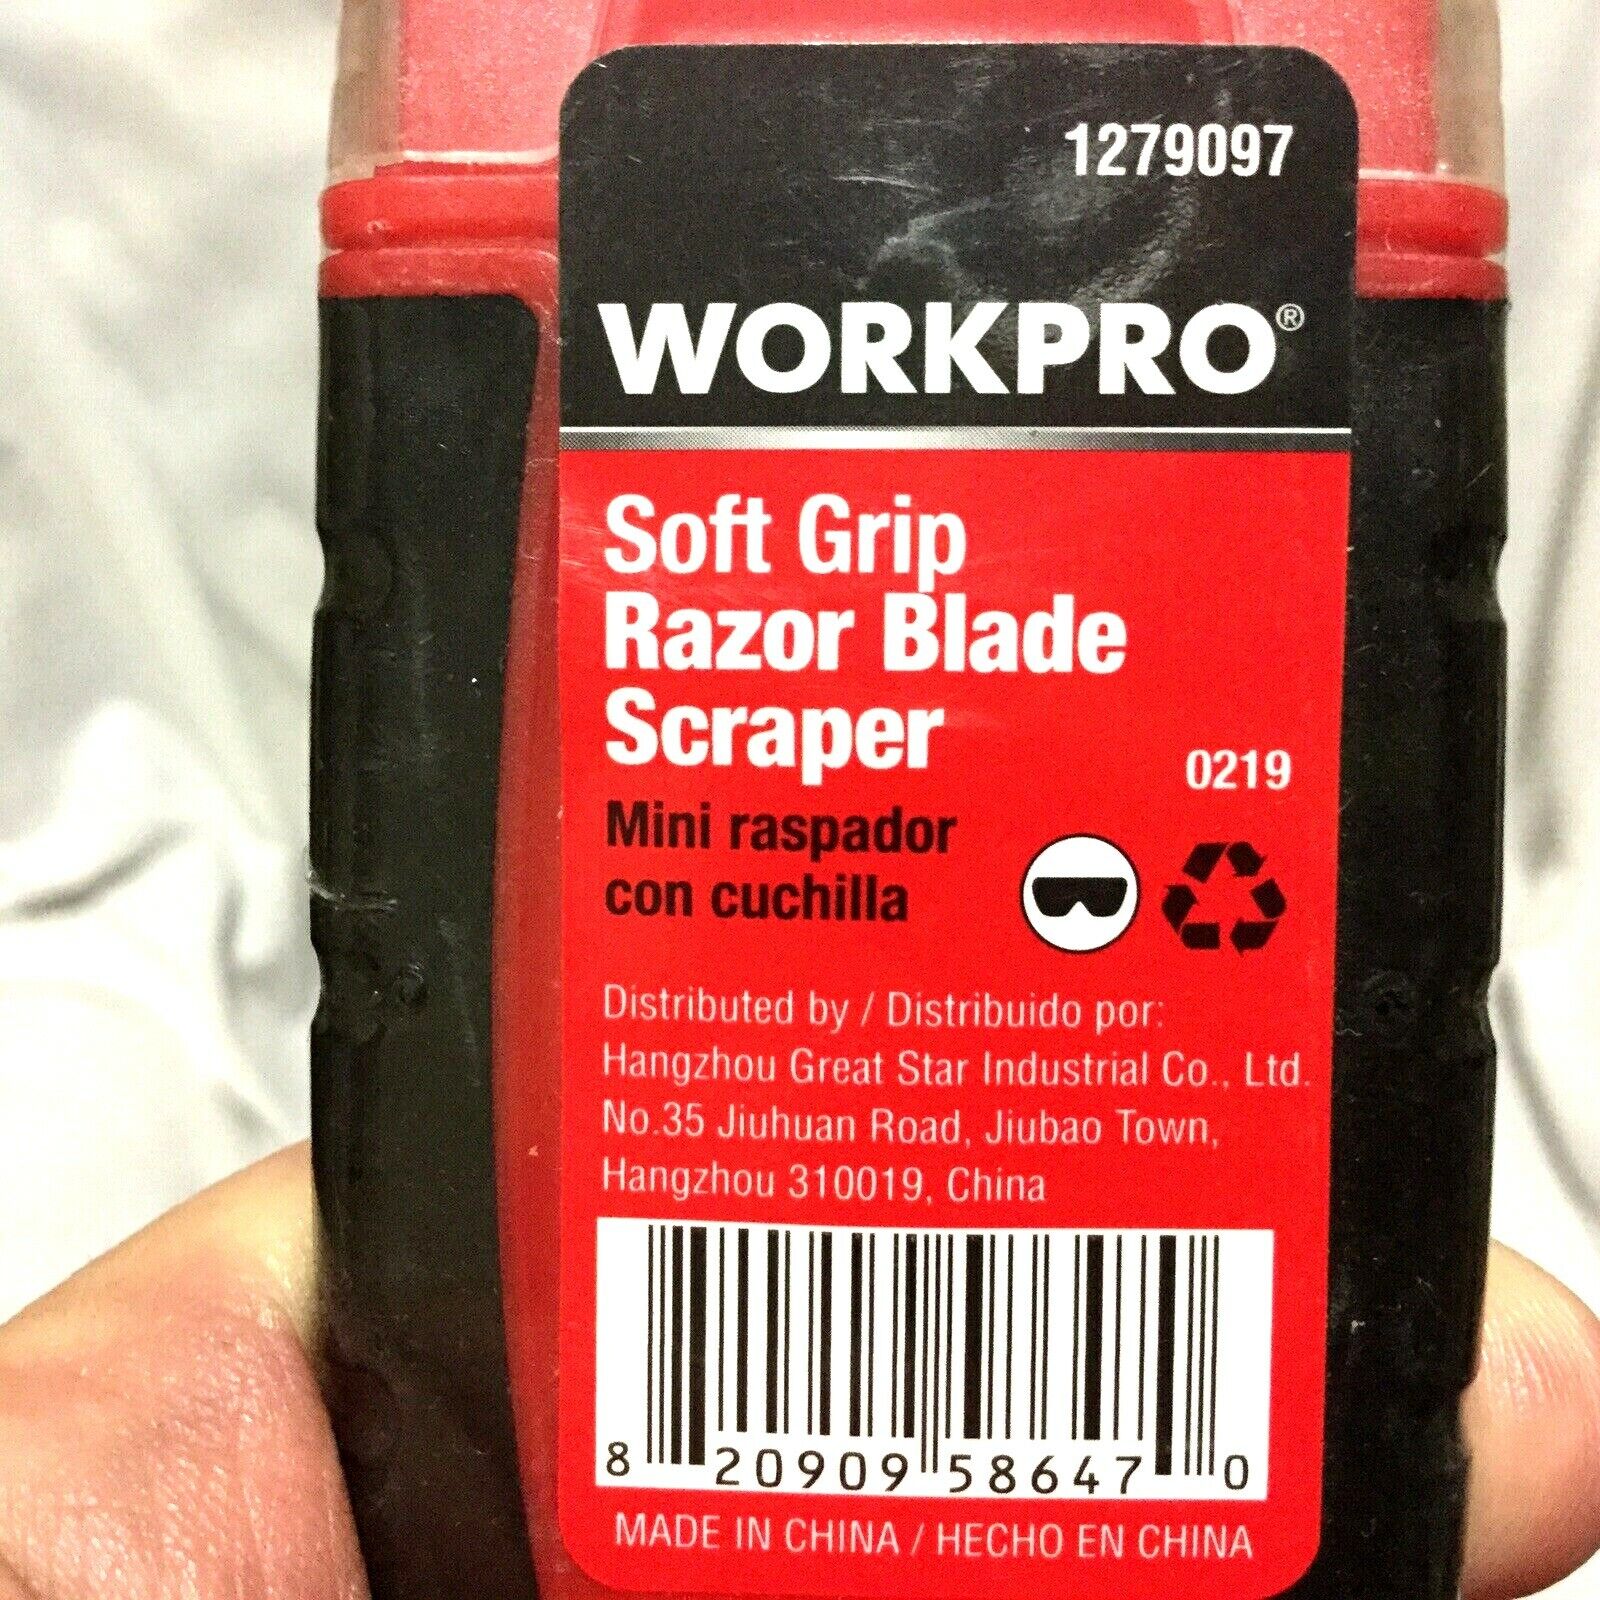 1279097
WORKPRO®
Soft Grip
Razor Blade
Scraper
0219
Mini raspador
con cuchilla
Distributed by / Distribuido por:
Hangzhou Great Star Industrial Co., Ltd.
No.35 Jiuhuan Road, Jiubao Town,
Hangzhou 310019, China
8 20909 58647 0
MADE IN CHINA / HECHO EN CHINA